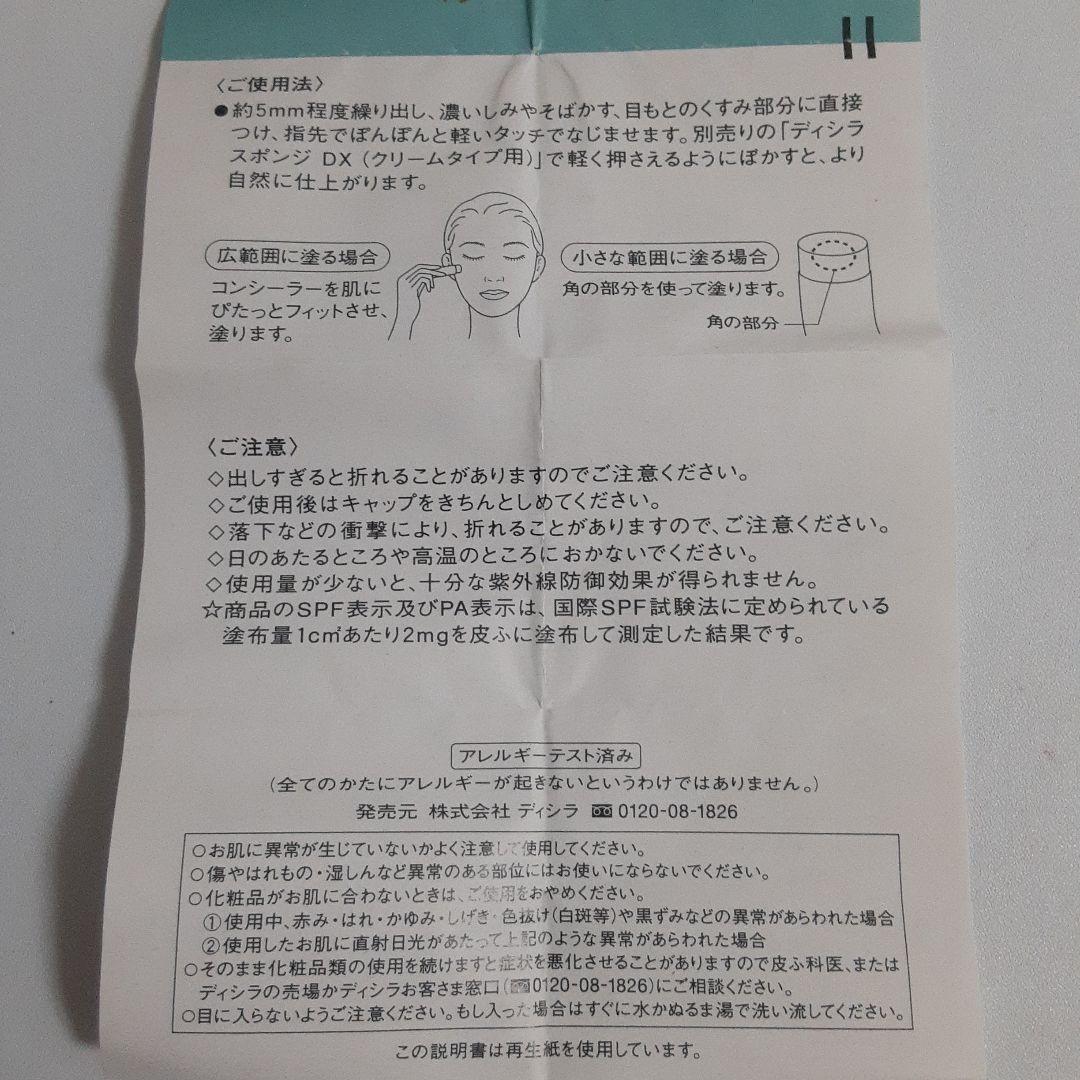 〈ご使用法〉
●約5mm程度繰り出し、濃いしみやそばかす、目もとのくすみ部分に直接
つけ、指先でぽんぽんと軽いタッチでなじませます。別売りの「ディシラ
スポンジ DX（クリームタイプ用）」で軽く押さえるようにぼかすと、より
自然に仕上がります。
広範囲に塗る場合
コンシーラーを肌に
ぴたっとフィットさせ、
塗ります。
小さな範囲に塗る場合
角の部分を使って塗ります。
角の部分
〈ご注意〉
◇出しすぎると折れることがありますのでご注意ください。
◇ご使用後はキャップをきちんとしめてください。
◇落下などの衝撃により、折れることがありますので、ご注意ください。
◇日のあたるところや高温のところにおかないでください。
◇使用量が少ないと、十分な紫外線防御効果が得られません。
☆商品のSPF表示及びPA表示は、国際SPF試験法に定められている
塗布量1c㎡あたり2mgを皮ふに塗布して測定した結果です。
アレルギーテスト済み
（全てのかたにアレルギーが起きないというわけではありません。）
発売元 株式会社 ディシラ 0120-08-1826
○お肌に異常が生じていないかよく注意して使用してください。
○傷やはれもの・湿しんなど異常のある部位にはお使いにならないでください。
○化粧品がお肌に合わないときは、ご使用をおやめください。
①使用中、赤み・はれ・かゆみ・しげき・色抜け（白斑等）や黒ずみなどの異常があらわれた場合
②使用したお肌に直射日光があたって上記のような異常があらわれた場合
○そのまま化粧品類の使用を続けますと症状を悪化させることがありますので皮ふ科医、または
ディシラの売場かディシラお客さま窓口（0120-08-1826）にご相談ください。
○目に入らないようご注意ください。もし入った場合はすぐに水かぬるま湯で洗い流してください。
この説明書は再生紙を使用しています。